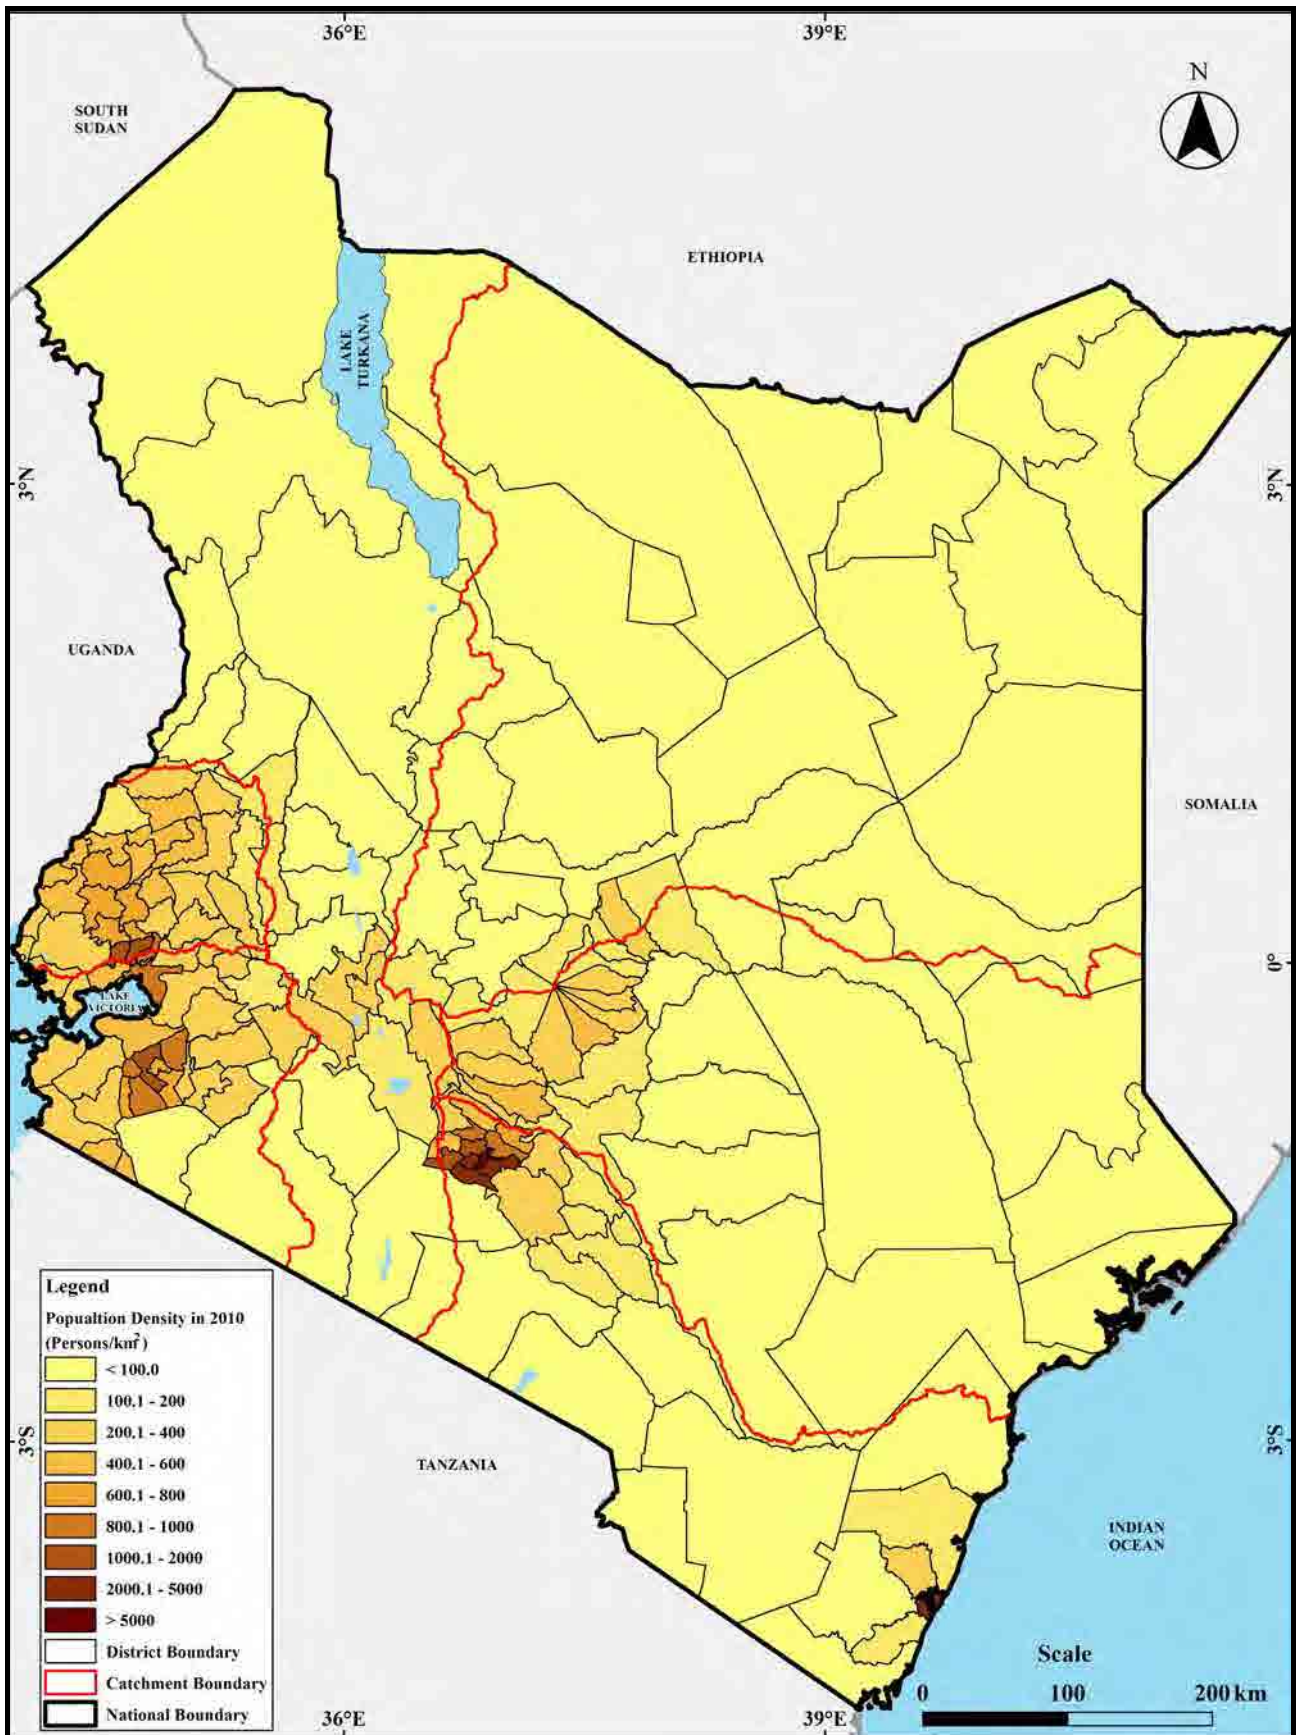 36°E
39°E
N
SOUTH
SUDAN
ETHIOPIA
LAKE
TURKANA
3°N
3°N
UGANDA
SOMALIA
0°
LAKE
VICTORIA
Legend
Popualtion Density in 2010
(Persons/km²)
< 100.0
100.1 - 200
200.1 - 400
400.1 - 600
600.1 - 800
800.1 - 1000
1000.1 - 2000
2000.1 - 5000
> 5000
District Boundary
Catchment Boundary
National Boundary
3°S
3°S
TANZANIA
INDIAN
OCEAN
Scale
0
100
200 km
36°E
39°E